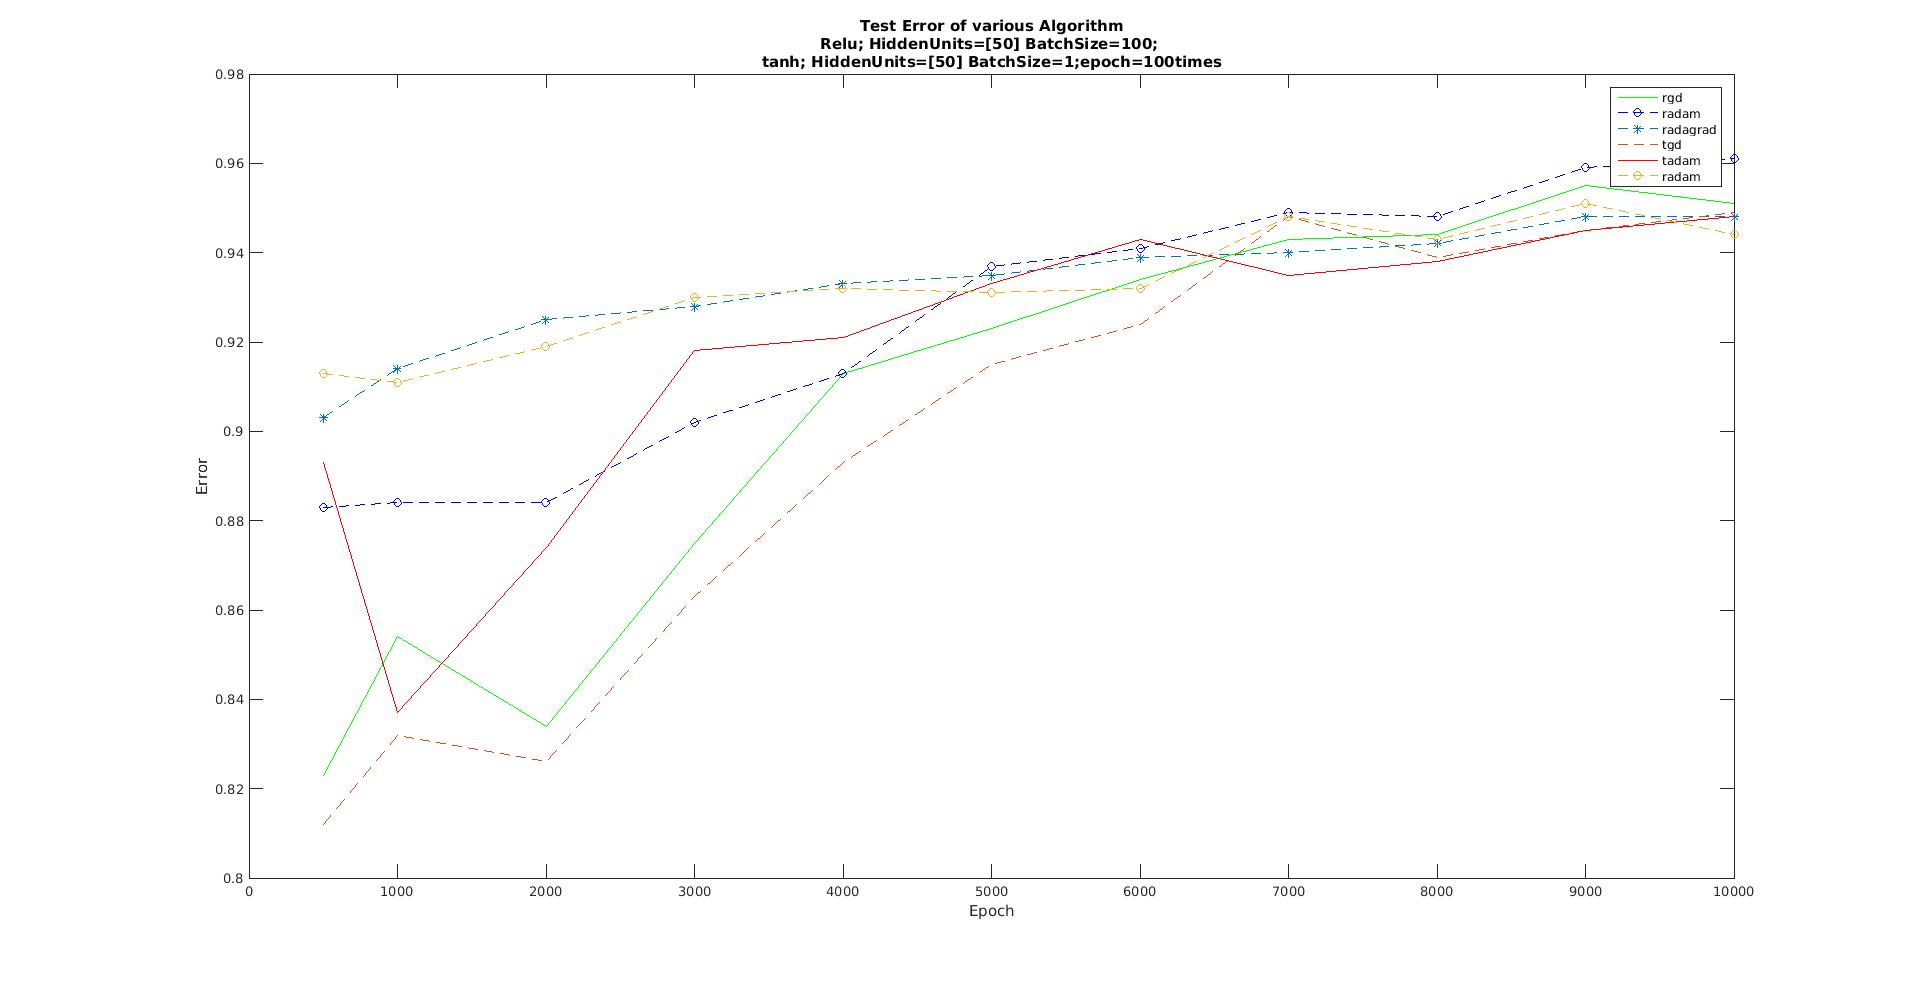 Test Error of various Algorithm
Relu; HiddenUnits=[50] BatchSize=100;
tanh; HiddenUnits=[50] BatchSize=1;epoch=100times
0.98
0.96
0.94
0.92
0.9
0.88
0.86
0.84
0.82
0.8
Error
rgd
radam
radagrad
tgd
tadam
radam
0
1000
2000
3000
4000
5000
6000
7000
8000
9000
10000
Epoch